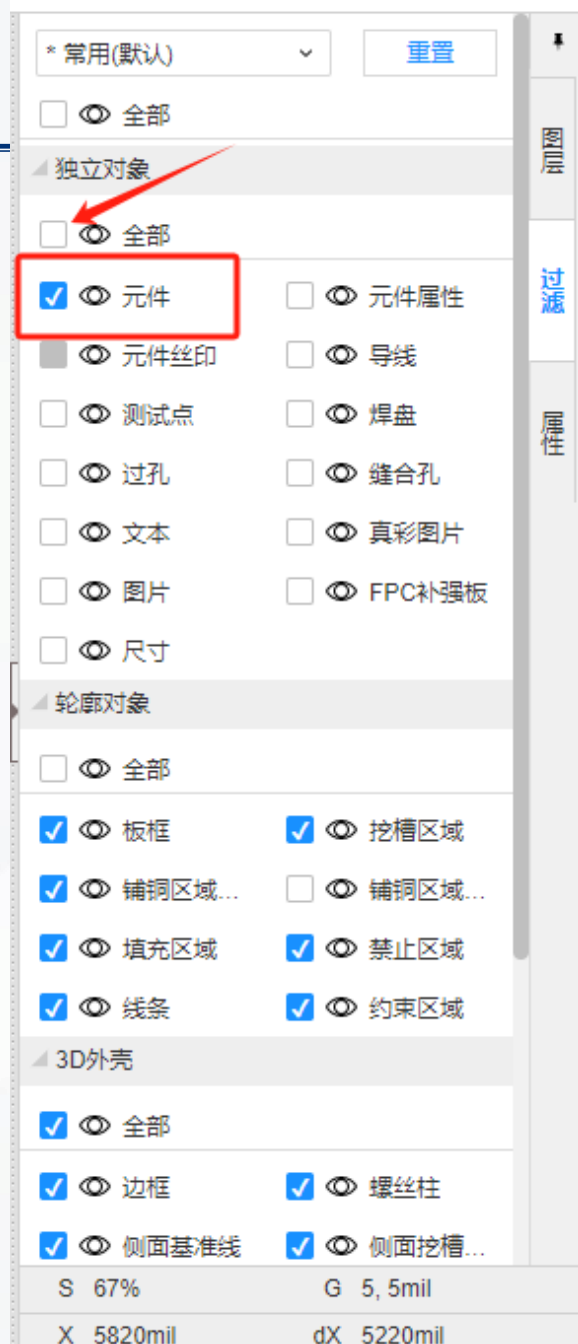 * 常用(默认) 重置
全部
独立对象
全部
元件 元件属性
元件丝印 导线
测试点 焊盘
过孔 缝合孔
文本 真彩图片
图片 FPC补强板
尺寸
轮廓对象
全部
板框 挖槽区域
铺铜区域... 铺铜区域...
填充区域 禁止区域
线条 约束区域
3D外壳
全部
边框 螺丝柱
侧面基准线 侧面挖槽...
S 67% G 5, 5mil
X 5820mil dX 5220mil
图层
过滤
属性